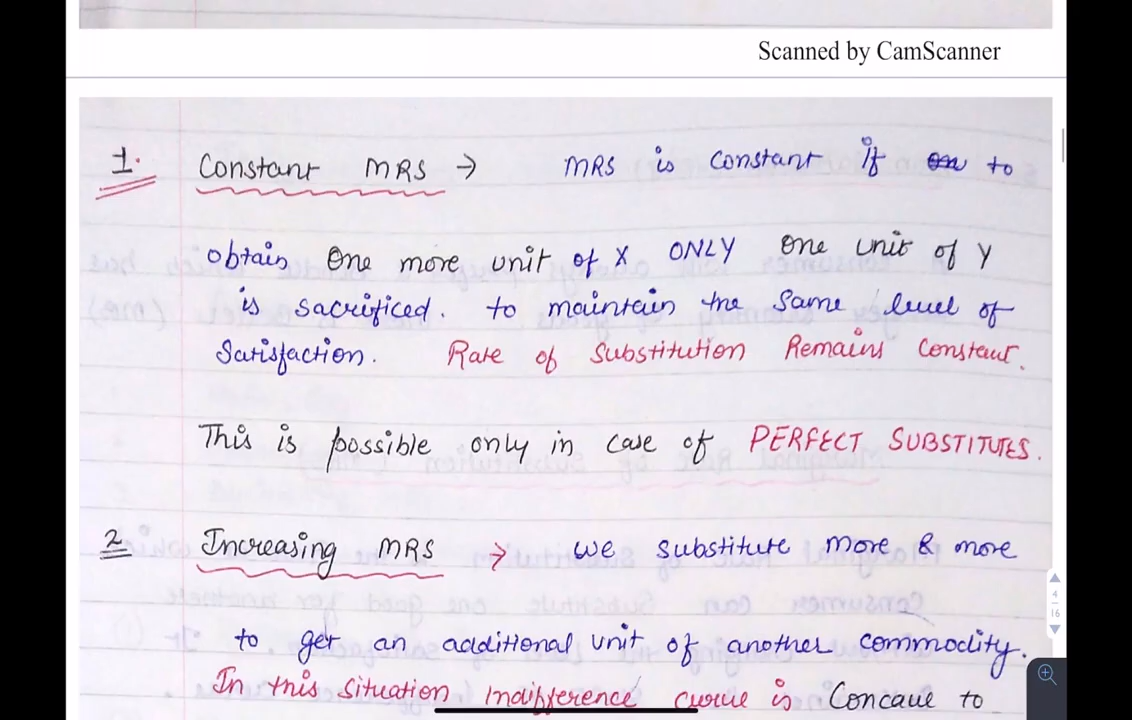 Scanned by CamScanner
1. Constant MRS → MRS is constant if to
obtain One more unit of X ONLY One unit of Y
is sacrificed. to maintain the same level of
Satisfaction. Rate of substitution Remains constant.
This is possible only in case of PERFECT SUBSTITUTES.
2 Increasing MRS → we substitute more & more
to get an additional unit of another commodity.
In this situation indifference curve is Concave to
4
16